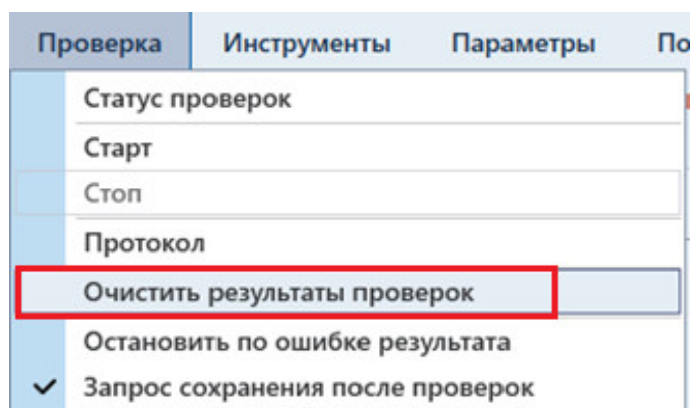 Проверка Инструменты Параметры
Статус проверок
Старт
Стоп
Протокол
Очистить результаты проверок
Остановить по ошибке результата
Запрос сохранения после проверок